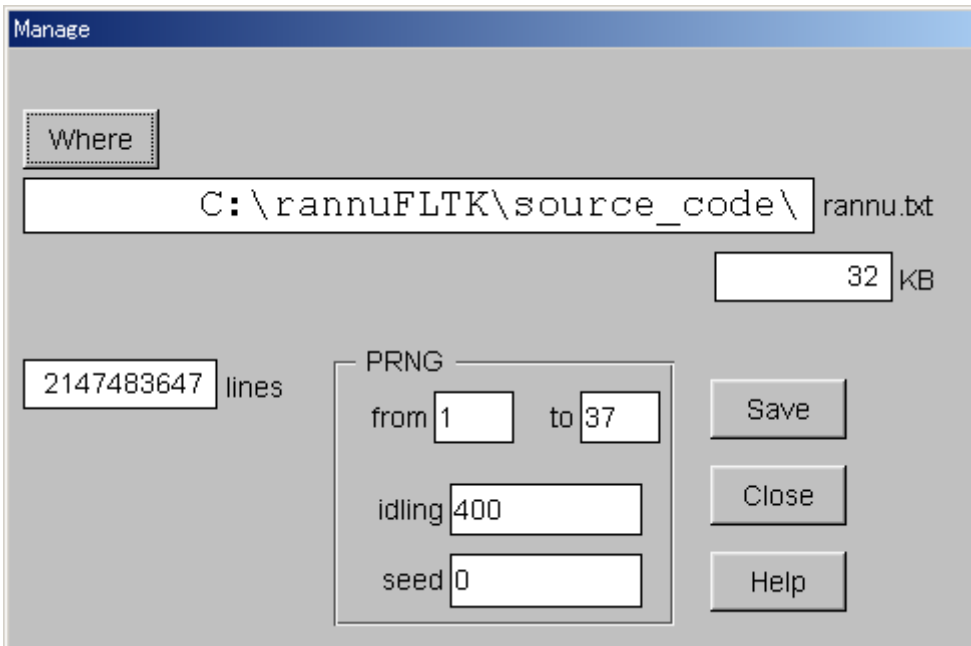 Manage
Where
C:\rannuFLTK\source_code\ rannu.txt
32 KB
2147483647 lines
PRNG
from 1 to 37
idling 400
seed 0
Save
Close
Help